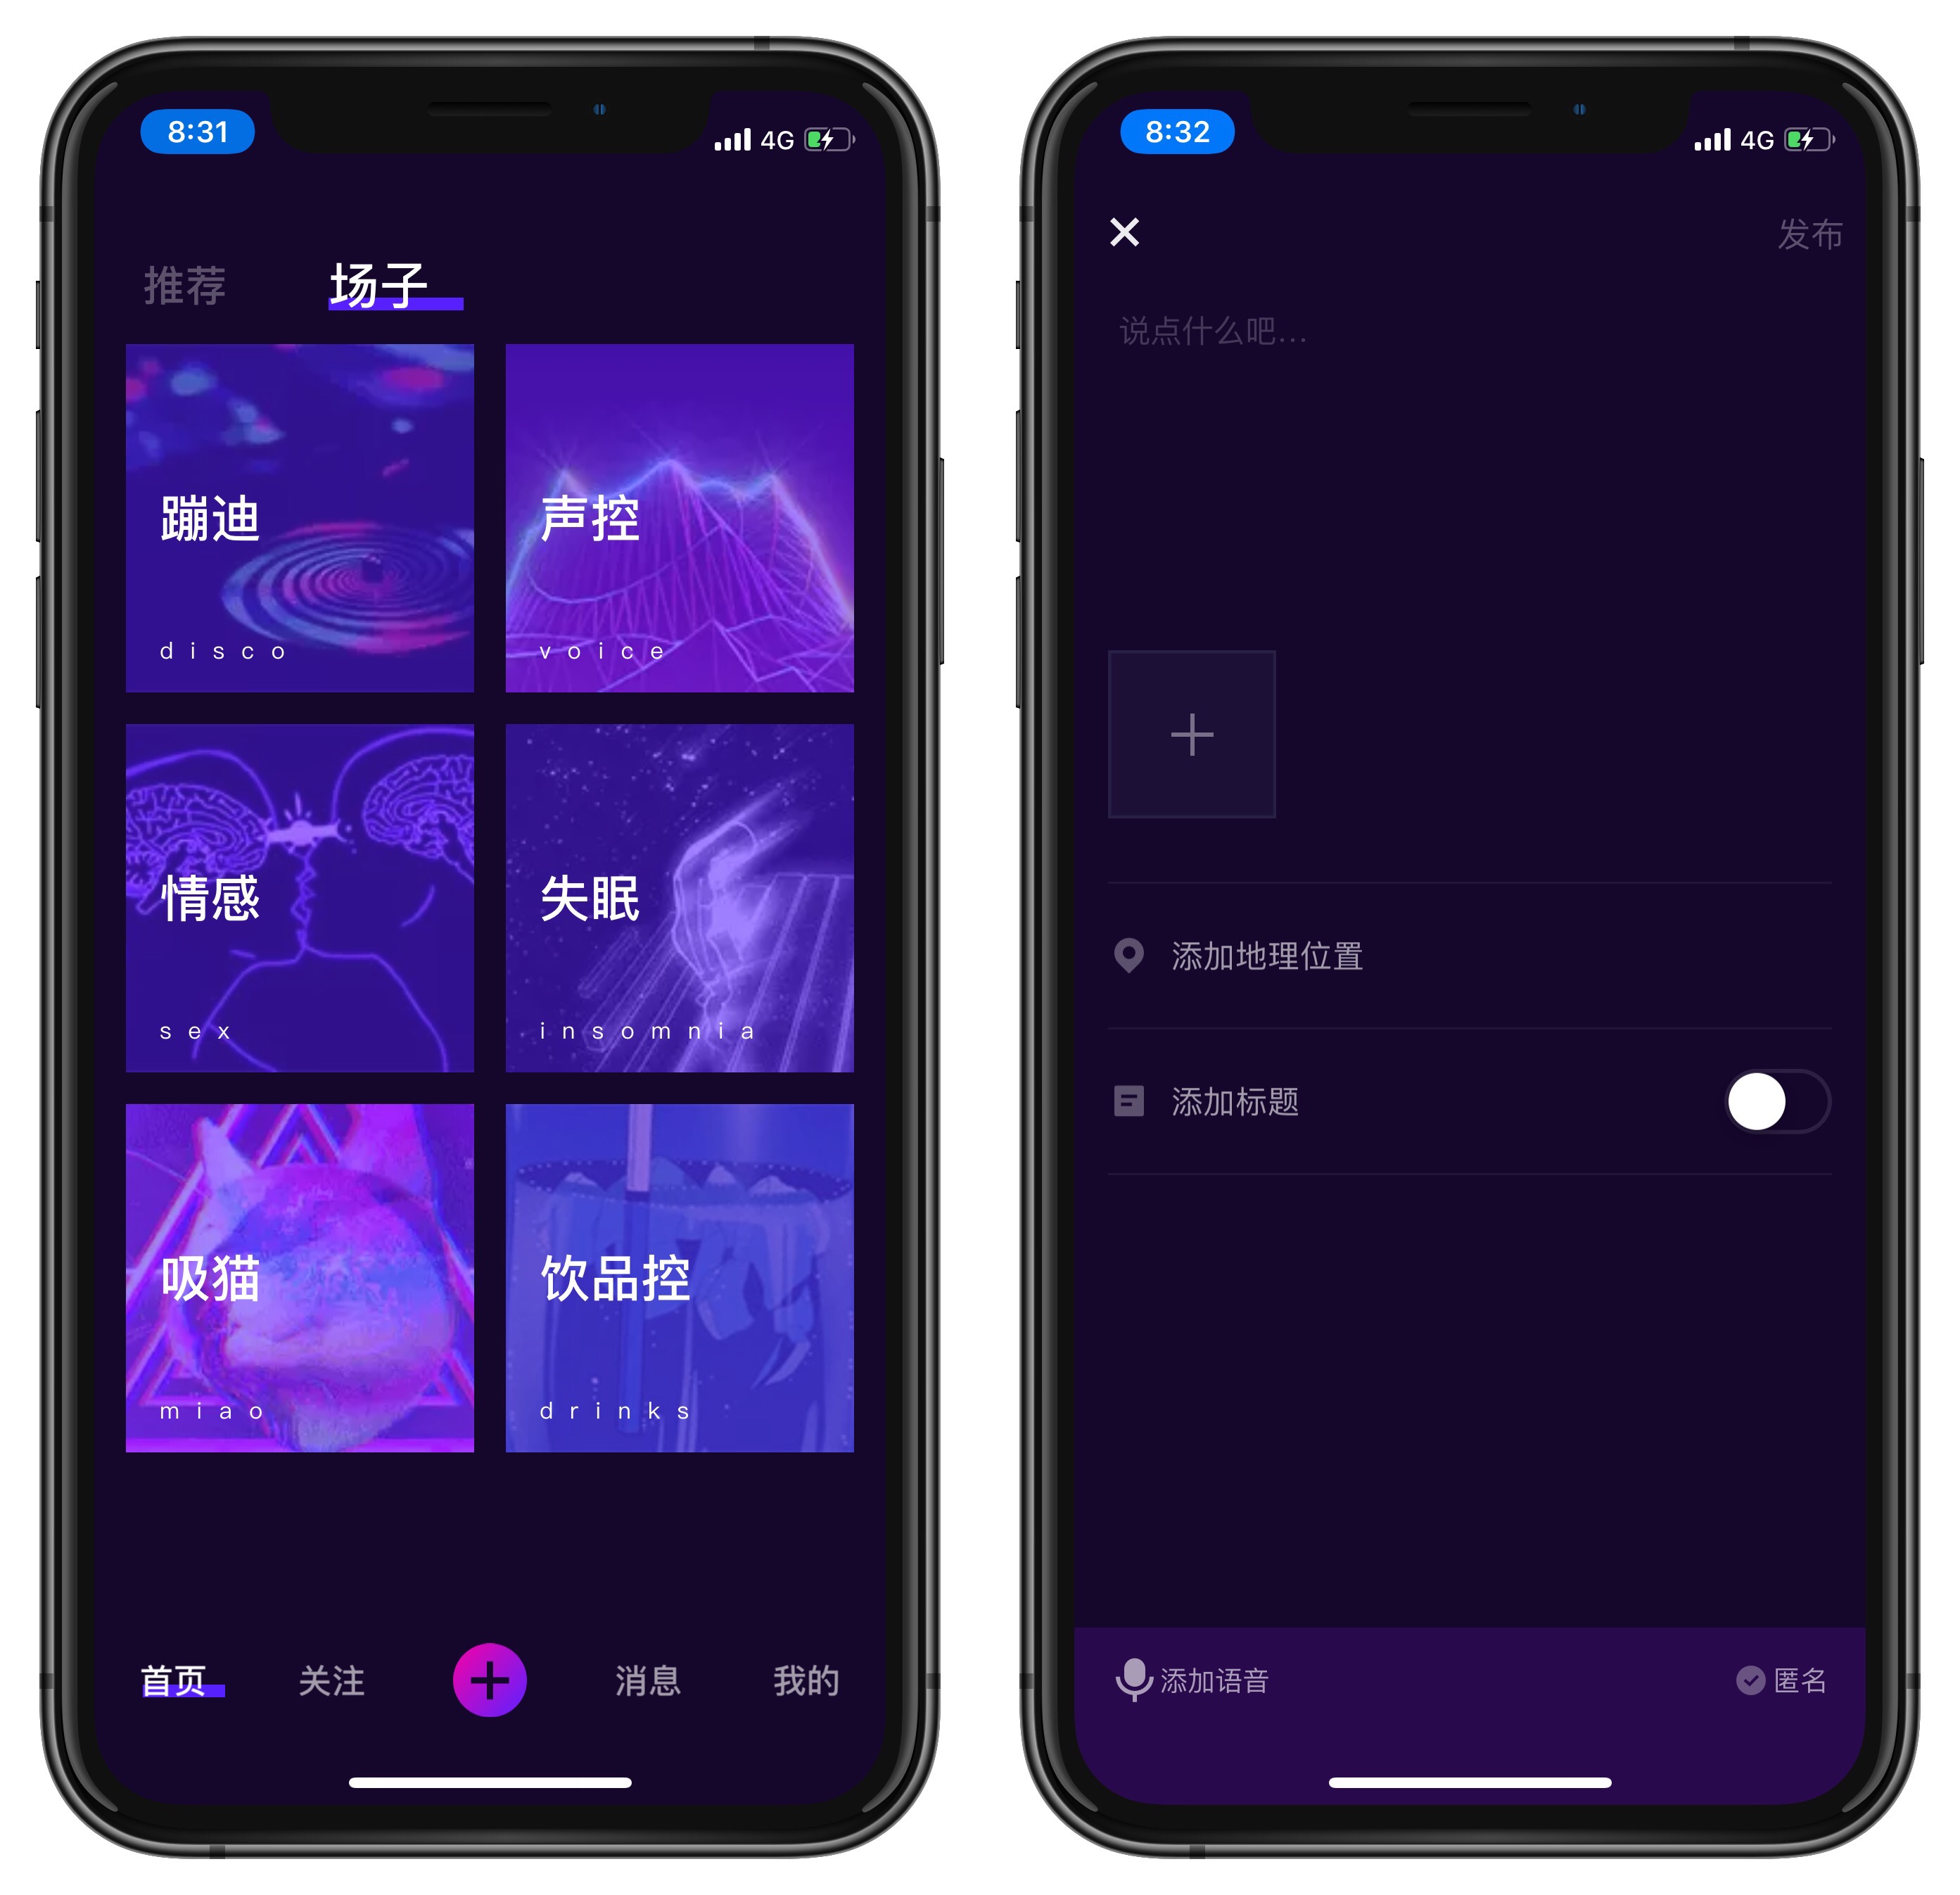 8:31
4G
推荐
场子
蹦迪
disco
声控
voice
情感
sex
失眠
insomnia
吸猫
miao
饮品控
drinks
首页
关注
消息
我的
8:32
4G
发布
说点什么吧...
添加地理位置
添加标题
添加语音
匿名